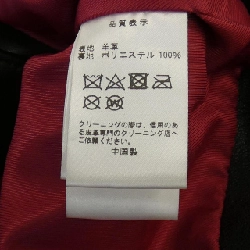 品質表示
表地 羊革
裏地 ポリエステル 100%
クリーニングの際は、信用のあ
る皮革専門のクリーニング店へ
ご依頼ください。
中国製